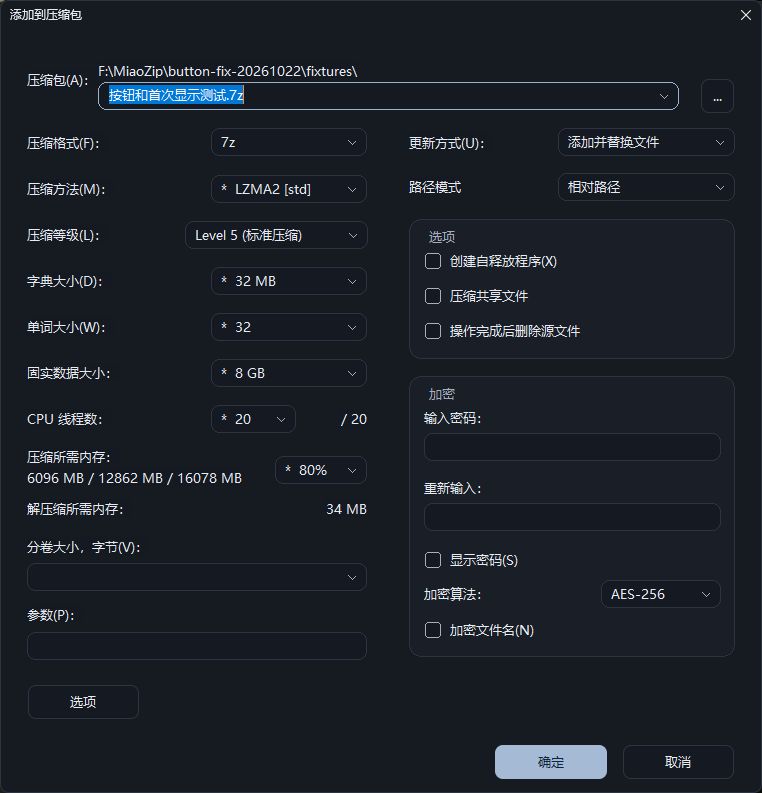 添加到压缩包
压缩包(A):
F:\MiaoZip\button-fix-20261022\fixtures\
按钮和首次显示测试.7z
...
压缩格式(F):
7z
压缩方法(M):
* LZMA2 [std]
压缩等级(L):
Level 5 (标准压缩)
字典大小(D):
* 32 MB
单词大小(W):
* 32
固实数据大小:
* 8 GB
CPU 线程数:
* 20
/ 20
压缩所需内存:
6096 MB / 12862 MB / 16078 MB
* 80%
解压缩所需内存:
34 MB
分卷大小，字节(V):
参数(P):
选项
更新方式(U):
添加并替换文件
路径模式
相对路径
选项
创建自释放程序(X)
压缩共享文件
操作完成后删除源文件
加密
输入密码:
重新输入:
显示密码(S)
加密算法:
AES-256
加密文件名(N)
确定
取消